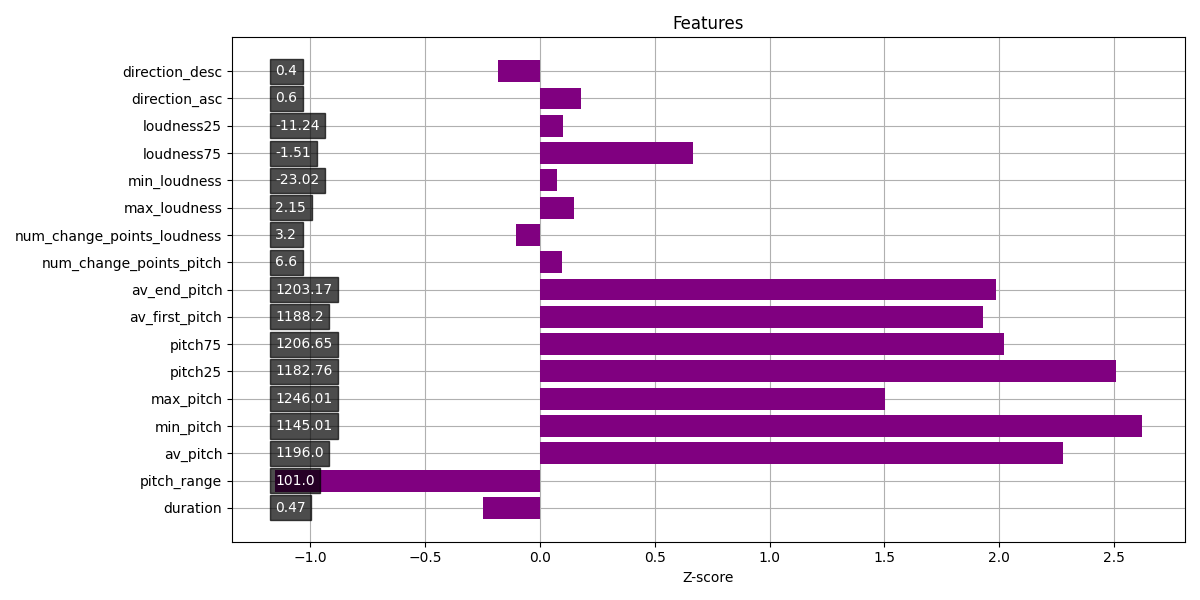 Features
direction_desc 0.4
direction_asc 0.6
loudness25 -11.24
loudness75 -1.51
min_loudness -23.02
max_loudness 2.15
num_change_points_loudness 3.2
num_change_points_pitch 6.6
av_end_pitch 1203.17
av_first_pitch 1188.2
pitch75 1206.65
pitch25 1182.76
max_pitch 1246.01
min_pitch 1145.01
av_pitch 1196.0
pitch_range 101.0
duration 0.47
−1.0 −0.5 0.0 0.5 1.0 1.5 2.0 2.5
Z-score